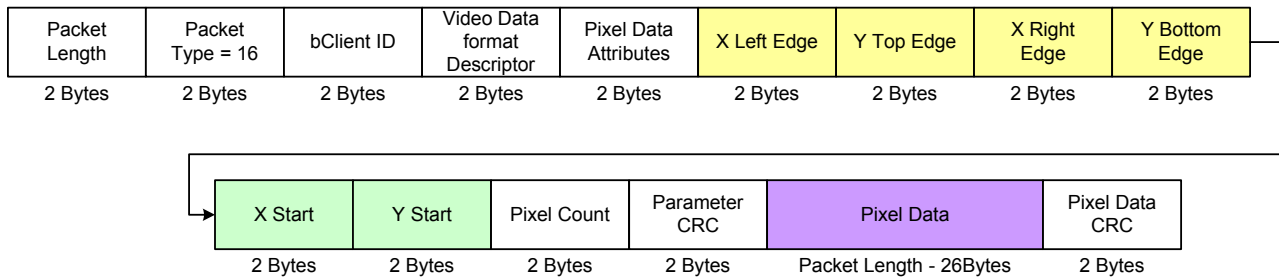 Packet
Length
Packet
Type = 16
bClient ID
Video Data
format
Descriptor
Pixel Data
Attributes
X Left Edge
Y Top Edge
X Right
Edge
Y Bottom
Edge
2 Bytes
2 Bytes
2 Bytes
2 Bytes
2 Bytes
2 Bytes
2 Bytes
2 Bytes
2 Bytes
X Start
Y Start
Pixel Count
Parameter
CRC
Pixel Data
Pixel Data
CRC
2 Bytes
2 Bytes
2 Bytes
2 Bytes
Packet Length - 26Bytes
2 Bytes